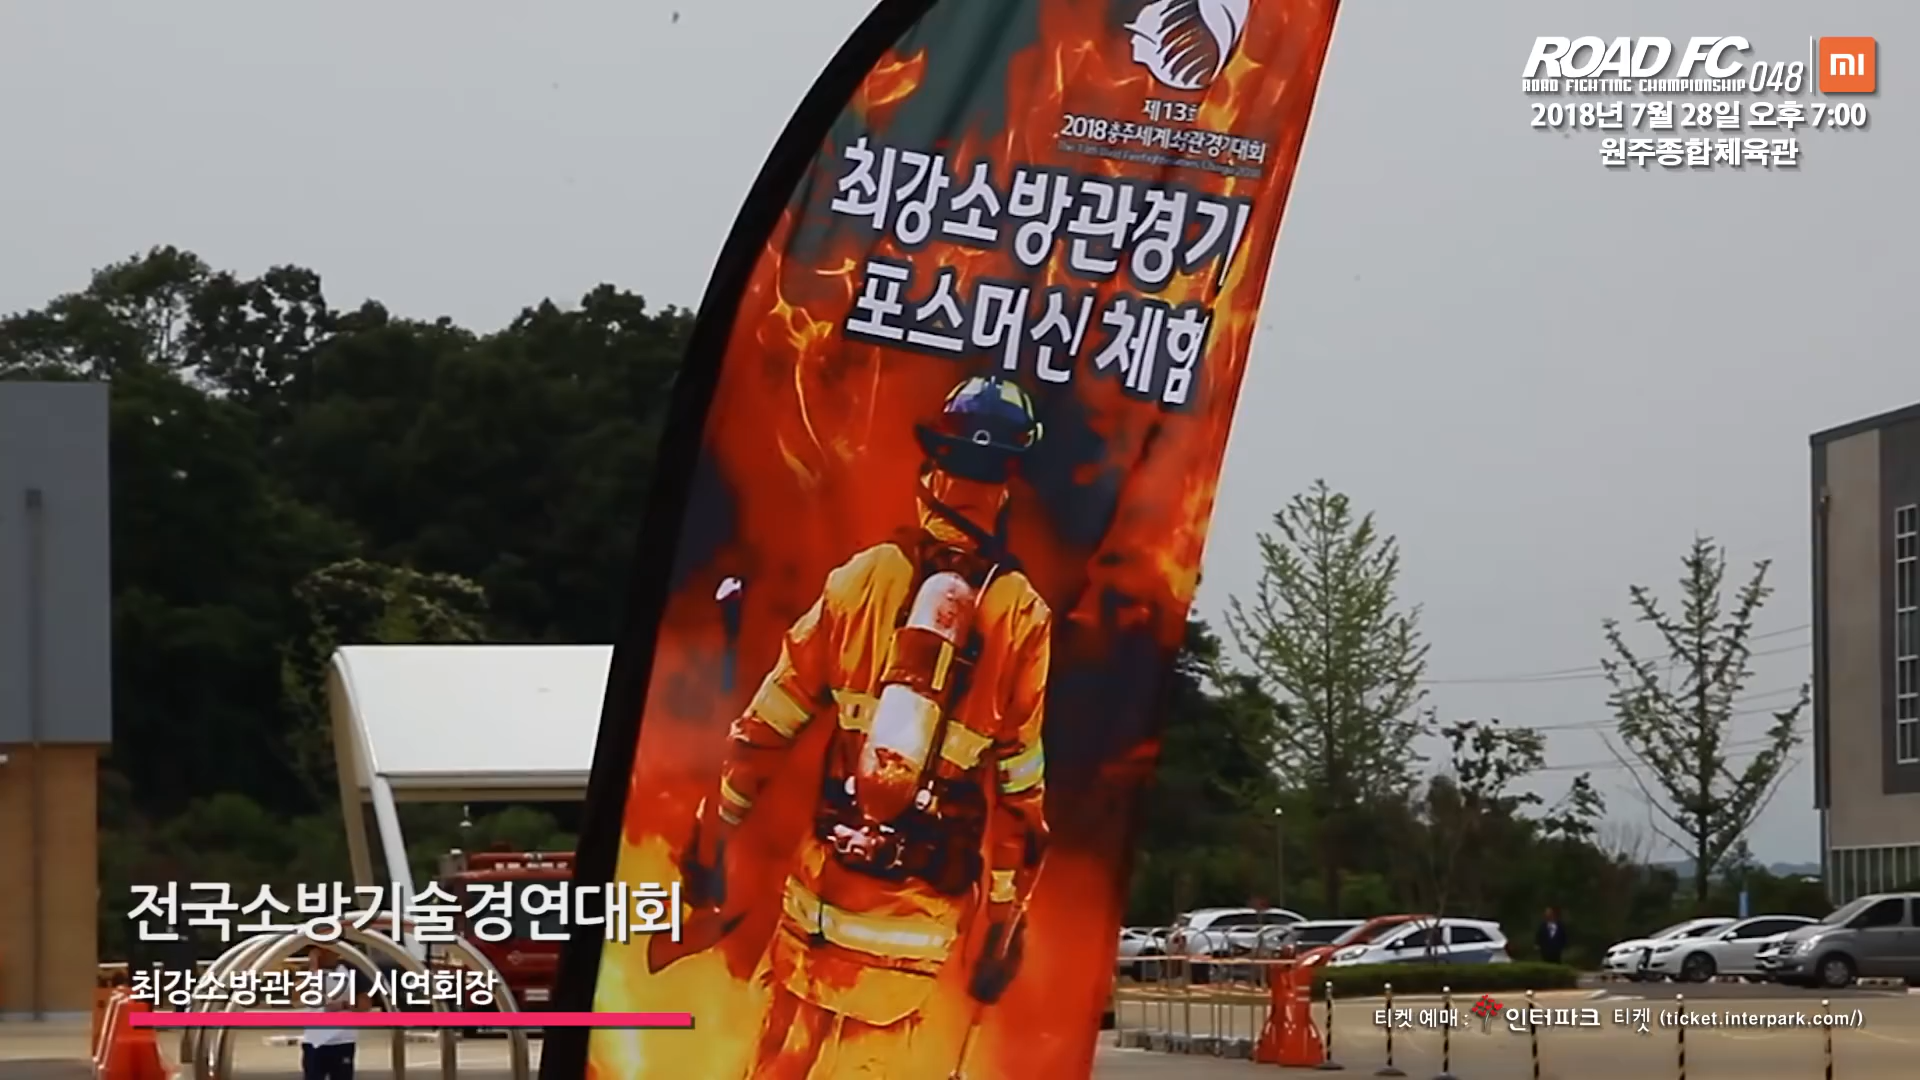 ROAD FC 048
ROAD FIGHTING CHAMPIONSHIP
mi
2018년 7월 28일 오후 7:00
원주종합체육관
제13회
2018충주세계소방관경기대회
최강소방관경기
포스머신 체험
전국소방기술경연대회
최강소방관경기 시연회장
티켓 예매 : 인터파크 티켓 (ticket.interpark.com/)